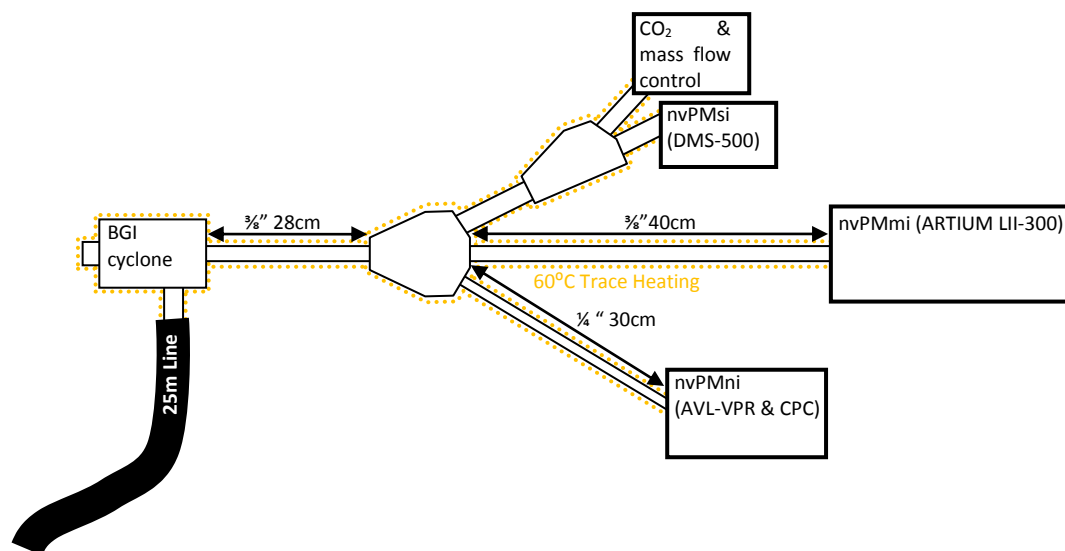 CO₂ &
mass flow
control
nvPMsi
(DMS-500)
BGI
cyclone
⅜” 28cm
⅜”40cm
nvPMmi (ARTIUM LII-300)
60⁰C Trace Heating
¼ “ 30cm
25m Line
nvPMni
(AVL-VPR & CPC)